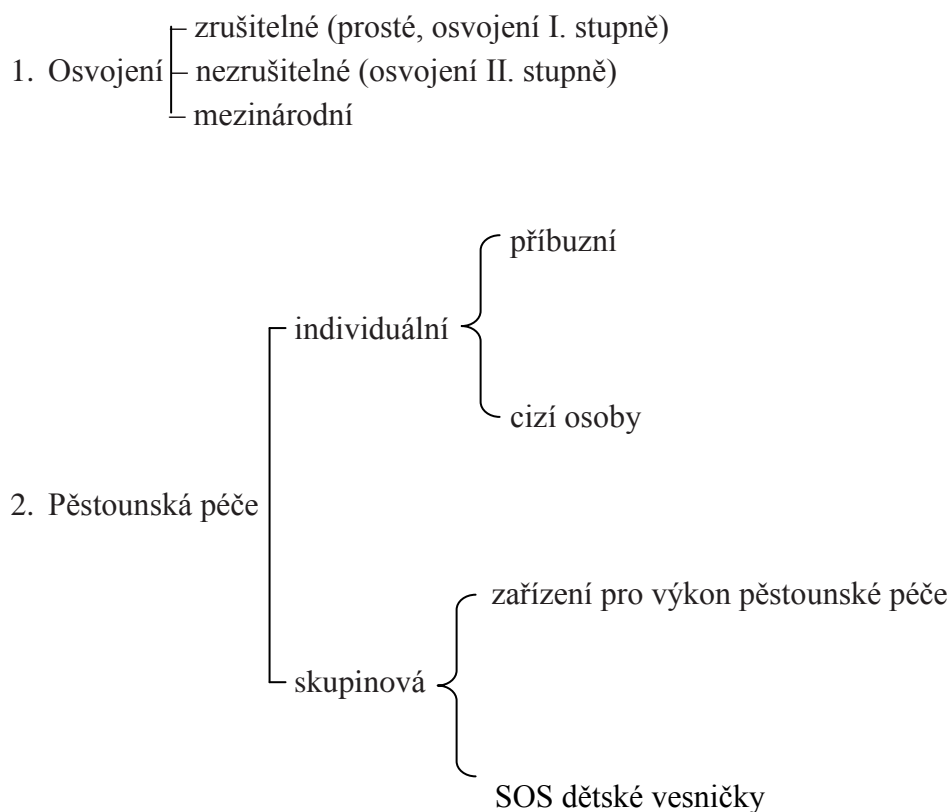 – zrušitelné (prosté, osvojení I. stupně)
1. Osvojení – nezrušitelné (osvojení II. stupně)
– mezinárodní
příbuzní
individuální
cizí osoby
2. Pěstounská péče
zařízení pro výkon pěstounské péče
skupinová
SOS dětské vesničky